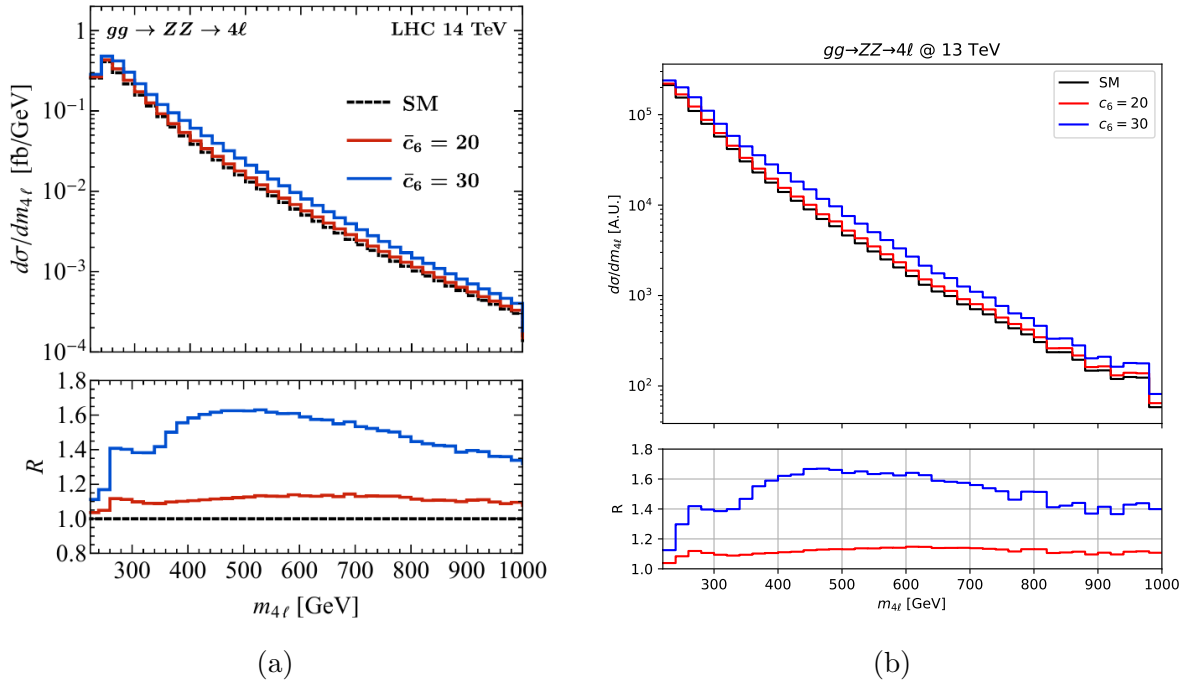 gg → ZZ → 4ℓ LHC 14 TeV
1
10⁻¹
10⁻²
10⁻³
10⁻⁴
dσ/dm₄ℓ [fb/GeV]
SM
c̄₆ = 20
c̄₆ = 30
1.8
1.6
1.4
1.2
1.0
0.8
R
300 400 500 600 700 800 900 1000
m₄ℓ [GeV]
(a)
gg→ZZ→4ℓ @ 13 TeV
10⁵
10⁴
10³
10²
dσ/dm₄ℓ [A.U.]
SM
c₆ = 20
c₆ = 30
1.8
1.6
1.4
1.2
1.0
R
300 400 500 600 700 800 900 1000
m₄ℓ [GeV]
(b)